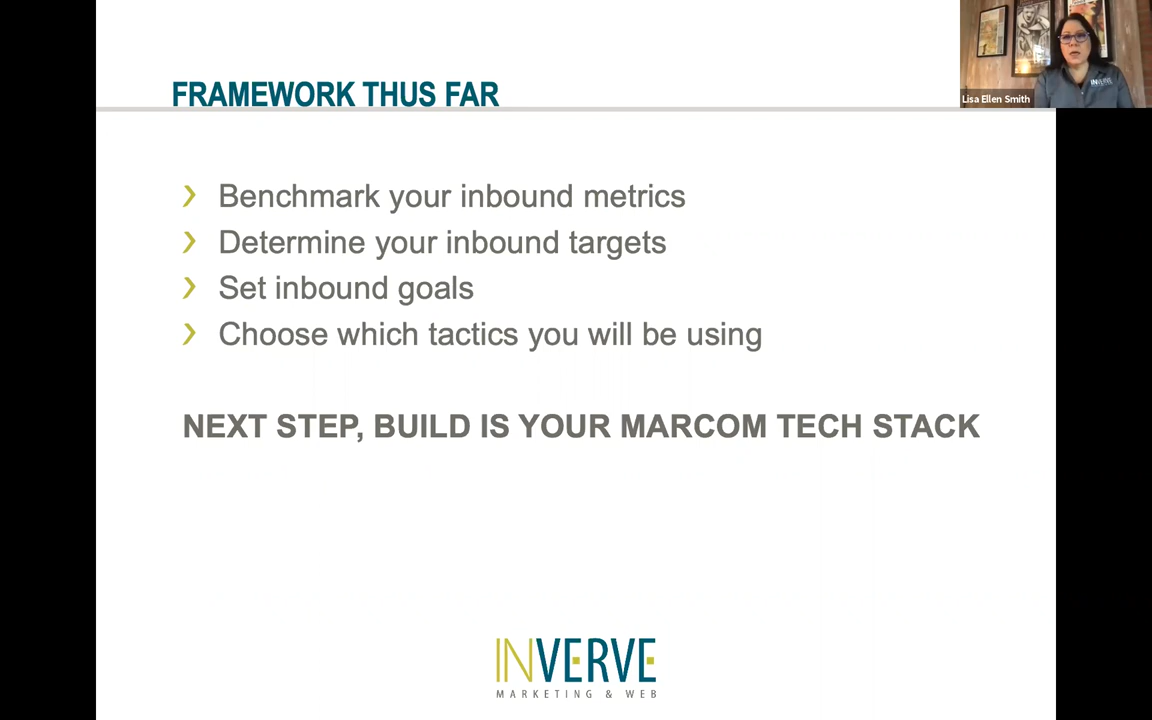 FRAMEWORK THUS FAR
Lisa Ellen Smith
INVERVE
Benchmark your inbound metrics
Determine your inbound targets
Set inbound goals
Choose which tactics you will be using
NEXT STEP, BUILD IS YOUR MARCOM TECH STACK
INVERVE
MARKETING & WEB